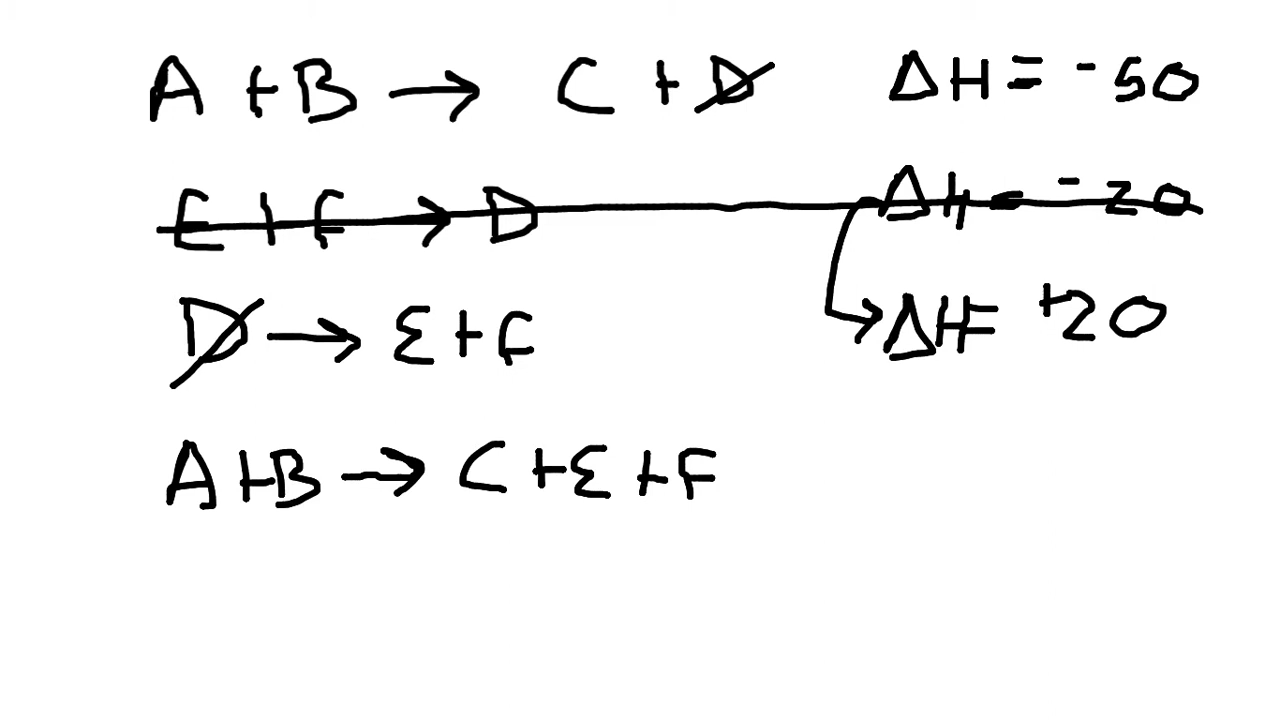 A + B → C + D ΔH = -50
E + F → D ΔH = -20
D → E + F ΔH = +20
A + B → C + E + F